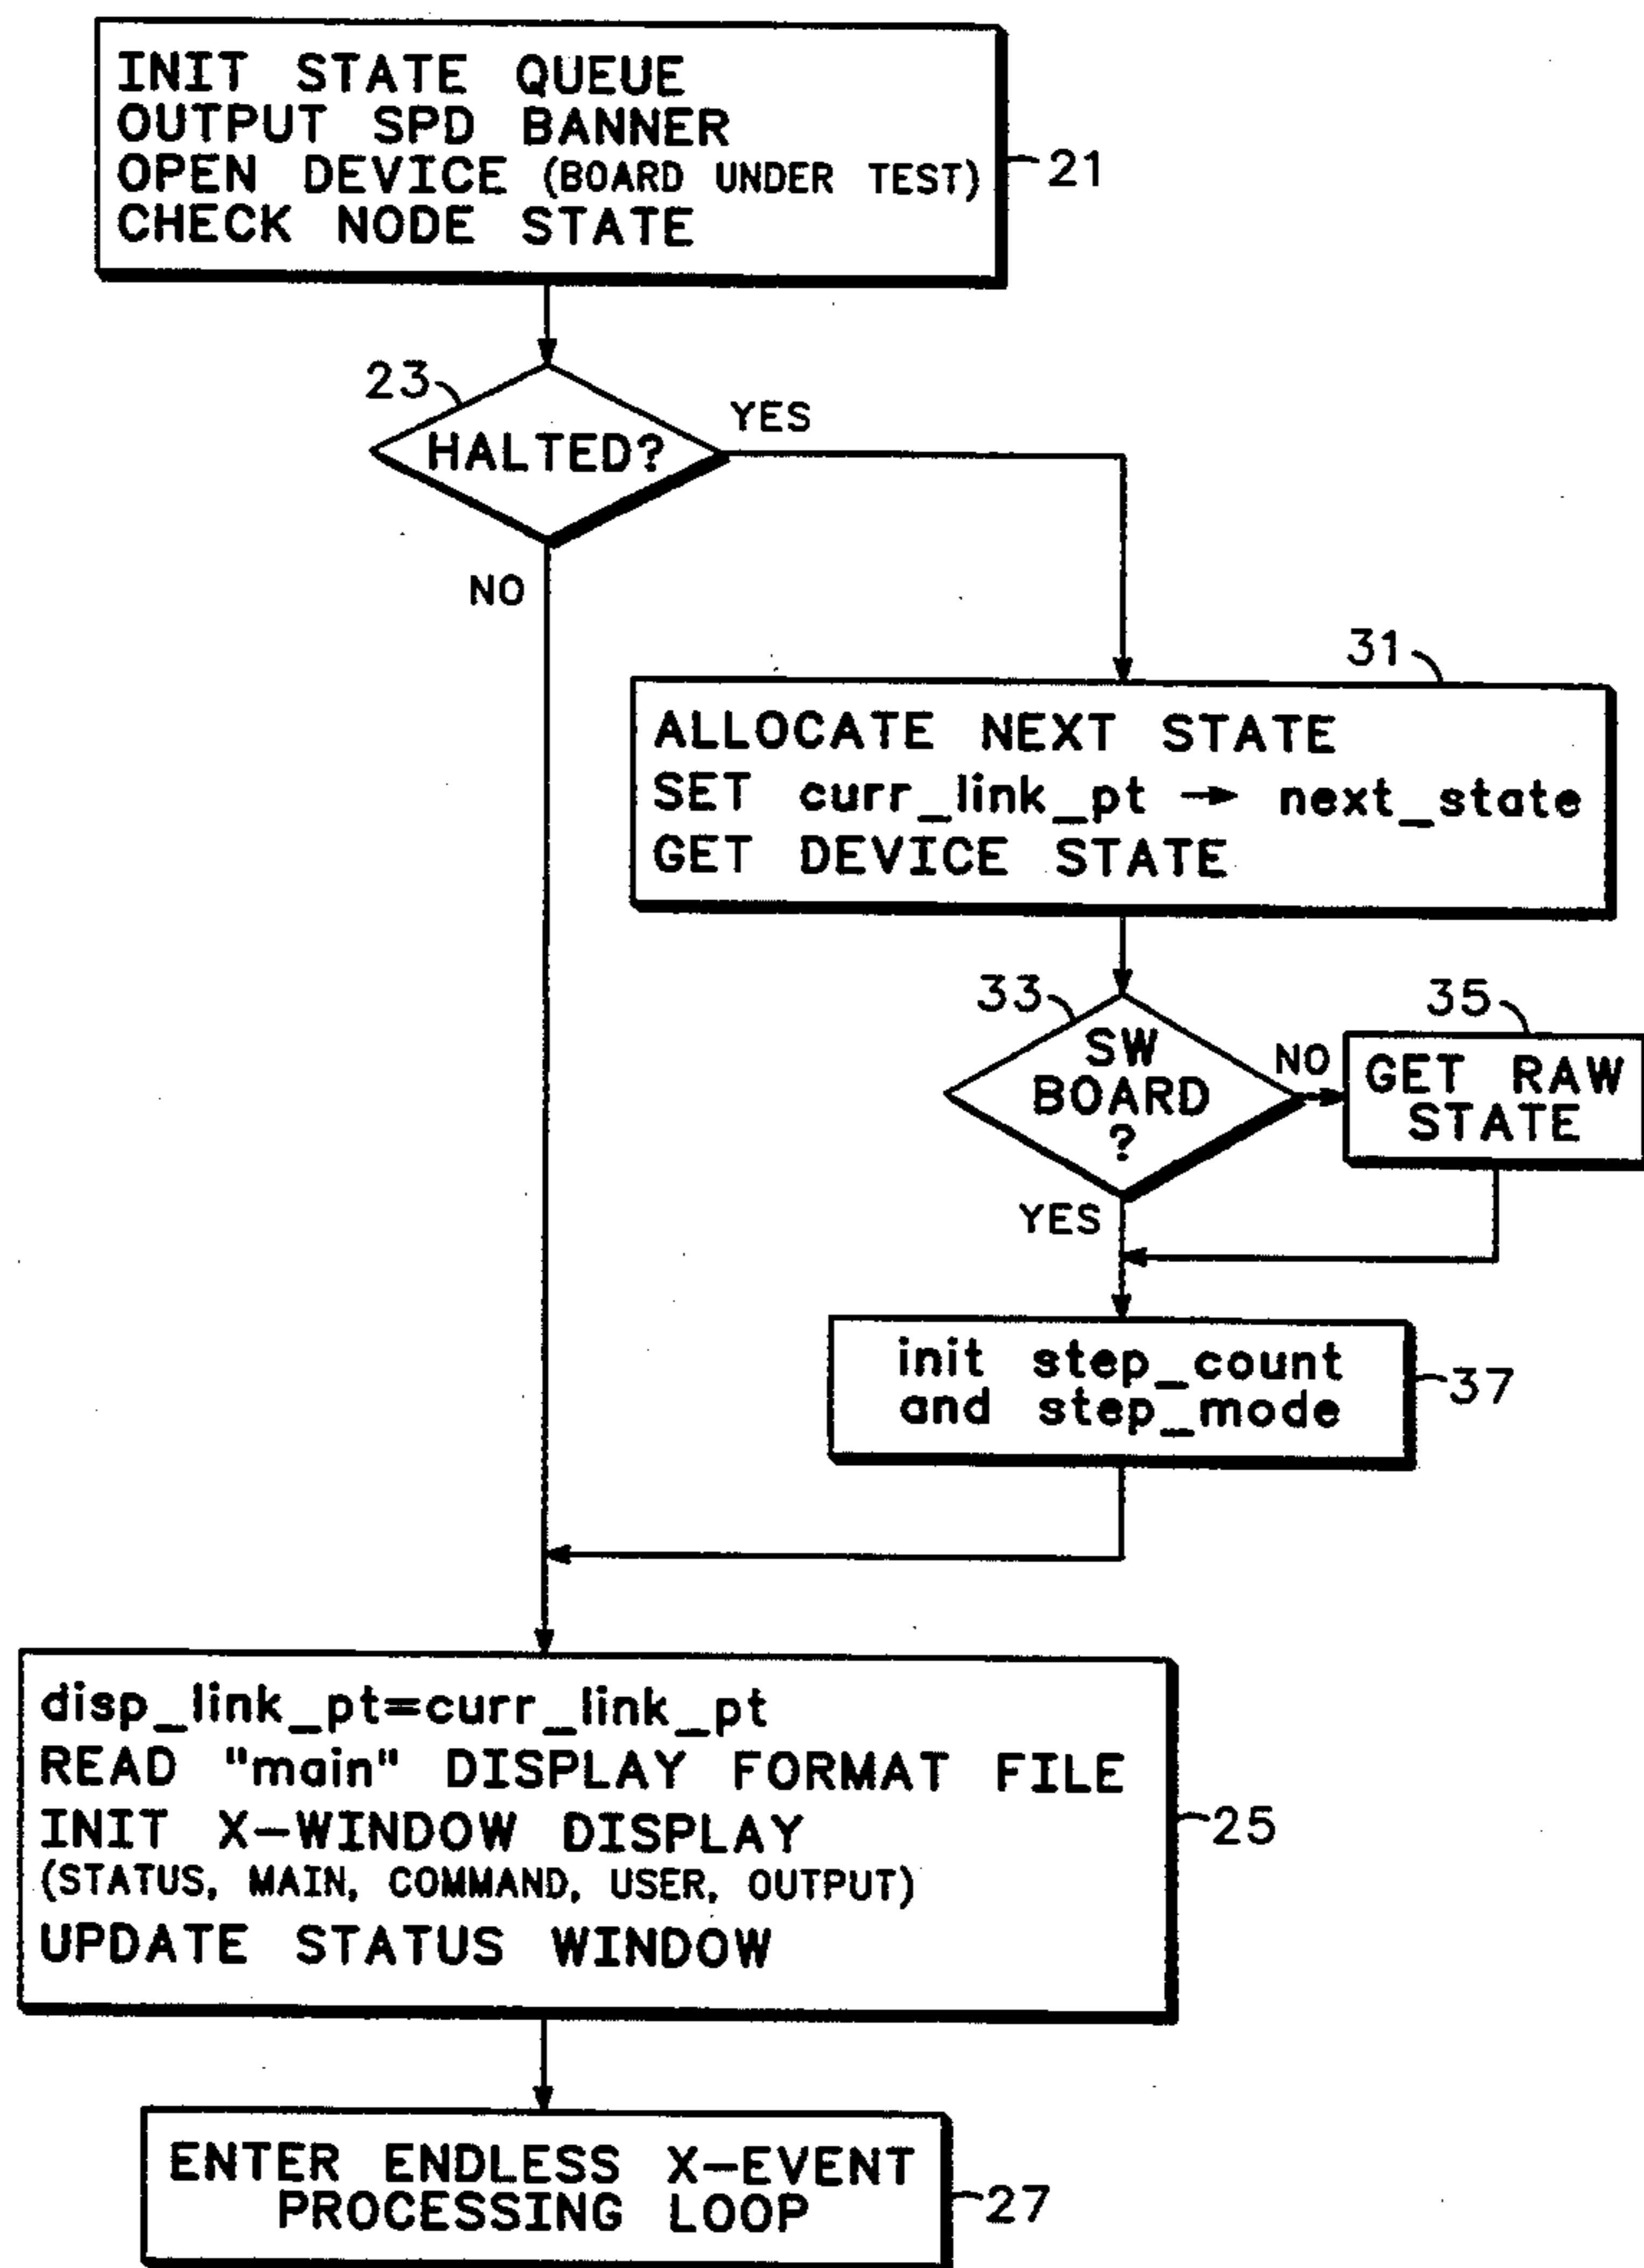 INIT STATE QUEUE
OUTPUT SPD BANNER
OPEN DEVICE (BOARD UNDER TEST)
CHECK NODE STATE
21
23
HALTED?
YES
NO
31
ALLOCATE NEXT STATE
SET curr_link_pt → next_state
GET DEVICE STATE
33
SW
BOARD
?
NO
35
GET RAW
STATE
YES
init step_count
and step_mode
37
disp_link_pt=curr_link_pt
READ "main" DISPLAY FORMAT FILE
INIT X-WINDOW DISPLAY
(STATUS, MAIN, COMMAND, USER, OUTPUT)
UPDATE STATUS WINDOW
25
ENTER ENDLESS X-EVENT
PROCESSING LOOP
27